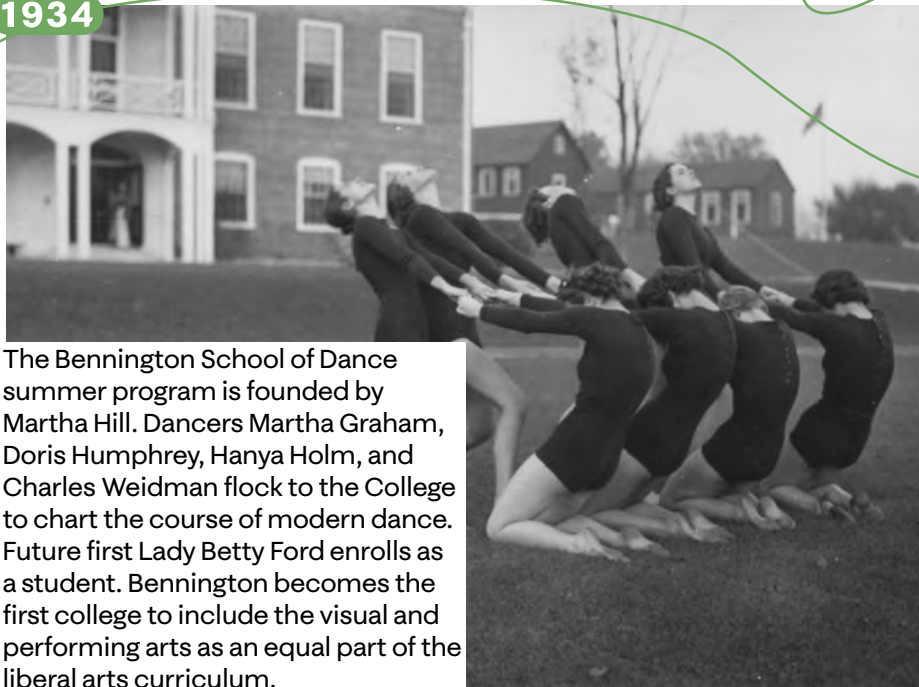 1934
The Bennington School of Dance
summer program is founded by
Martha Hill. Dancers Martha Graham,
Doris Humphrey, Hanya Holm, and
Charles Weidman flock to the College
to chart the course of modern dance.
Future first Lady Betty Ford enrolls as
a student. Bennington becomes the
first college to include the visual and
performing arts as an equal part of the
liberal arts curriculum.